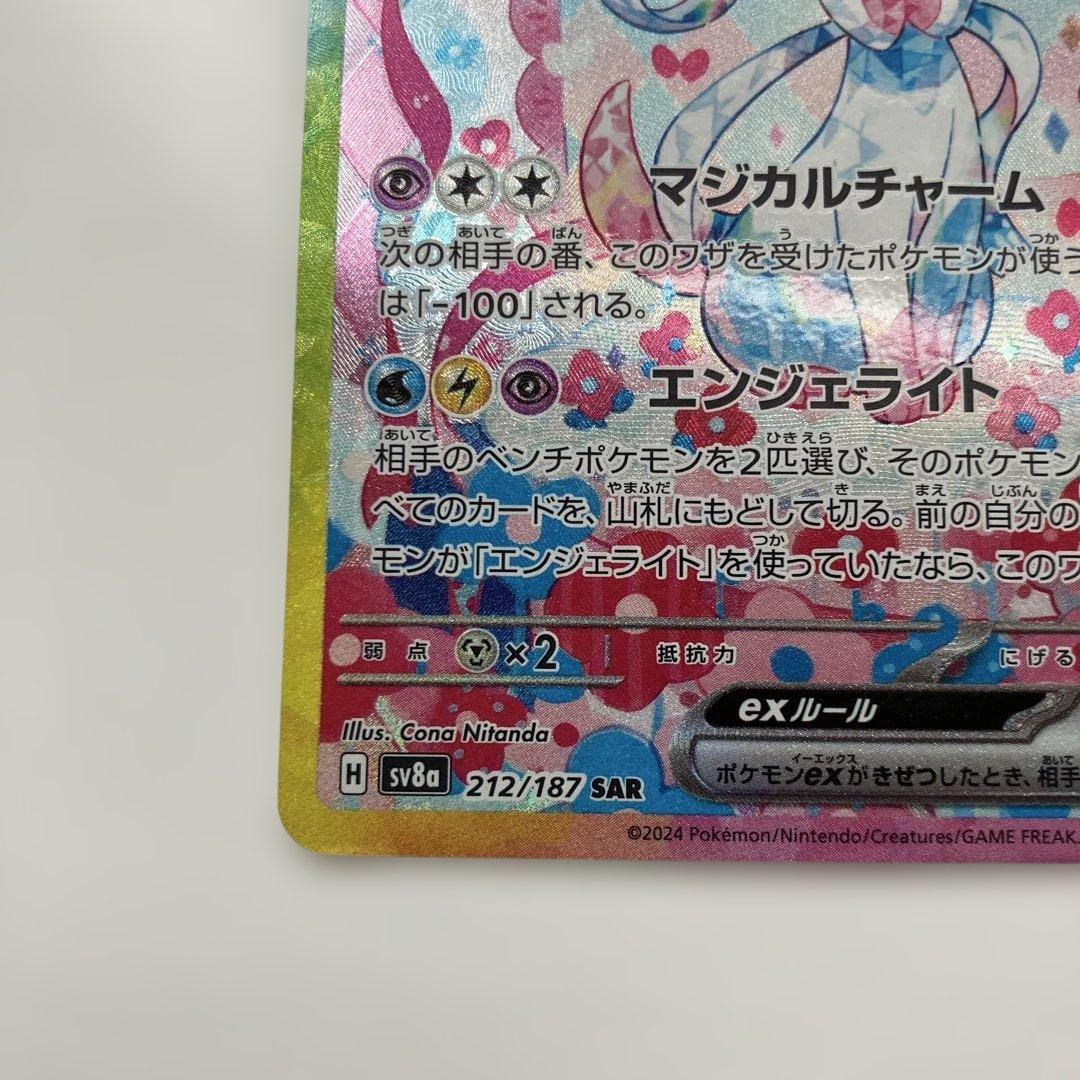 マジカルチャーム
つぎ あいて ばん う つか
次の相手の番、このワザを受けたポケモンが使う
は「-100」される。
エンジェライト
あいて ひきえら
相手のベンチポケモンを2匹選び、そのポケモン
やまふだ き まえ じぶん
べてのカードを、山札にもどして切る。前の自分の
つか
モンが「エンジェライト」を使っていたなら、このワ
弱点 ×2 抵抗力 にげる
exルール
Illus. Cona Nitanda
イーエックス あいて
ポケモンexがきぜつしたとき、相手
H sv8a 212/187 SAR
©2024 Pokémon/Nintendo/Creatures/GAME FREAK.